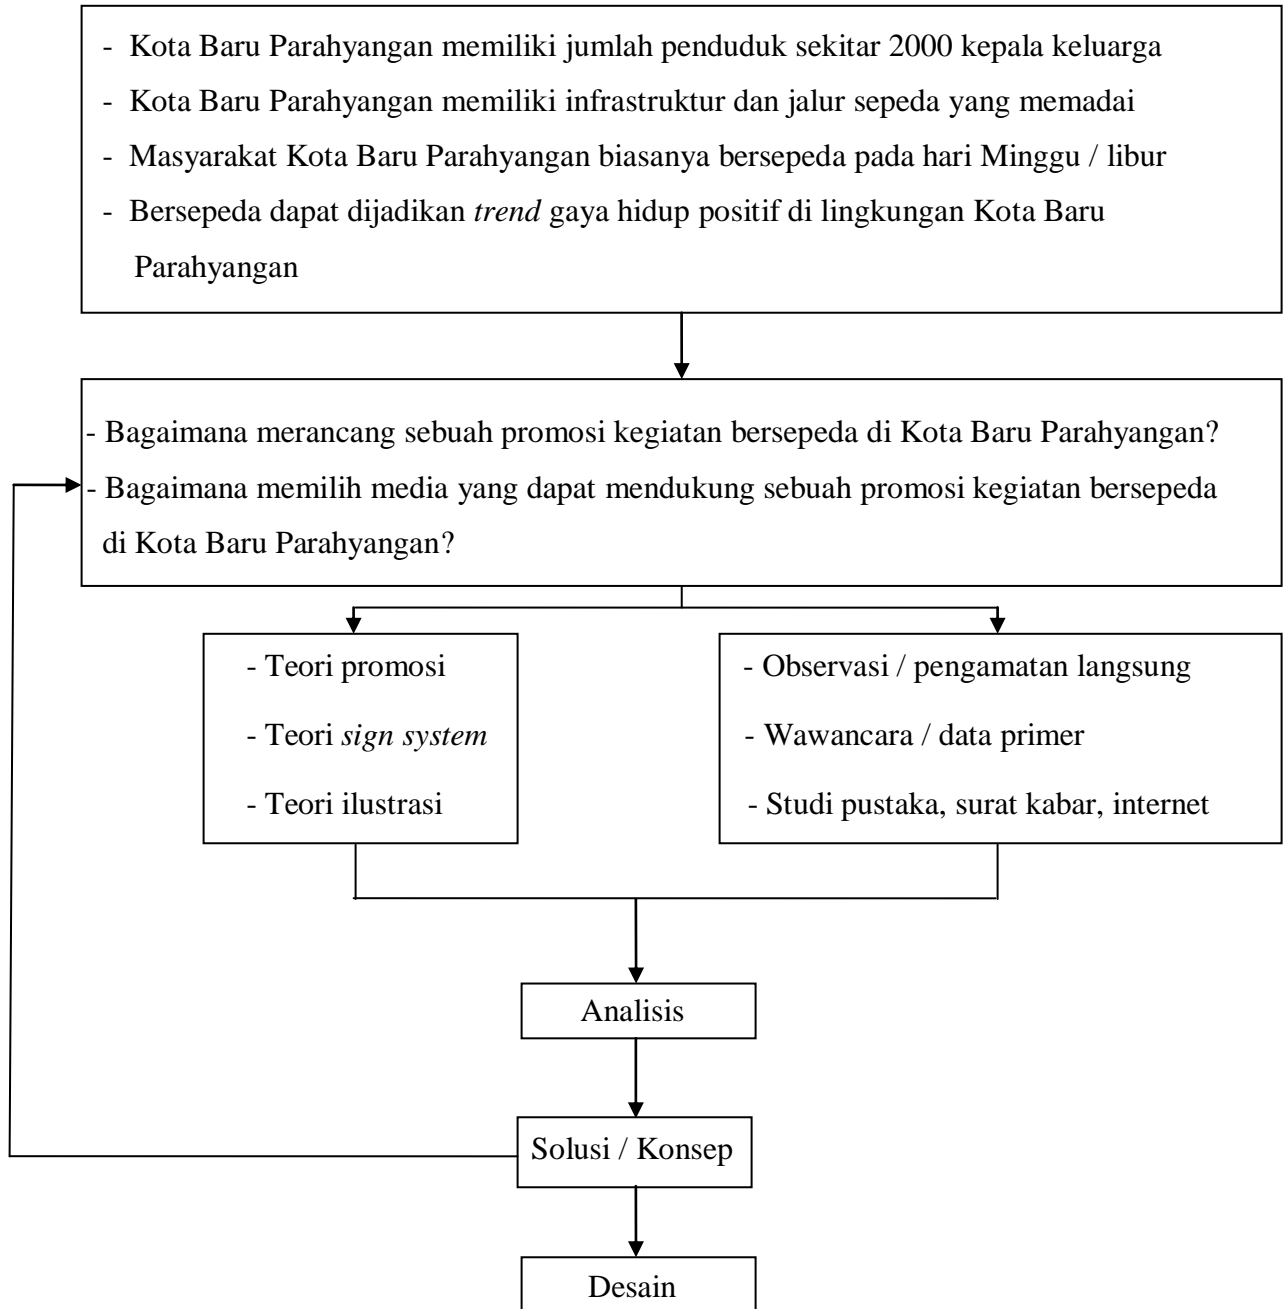 - Kota Baru Parahyangan memiliki jumlah penduduk sekitar 2000 kepala keluarga
- Kota Baru Parahyangan memiliki infrastruktur dan jalur sepeda yang memadai
- Masyarakat Kota Baru Parahyangan biasanya bersepeda pada hari Minggu / libur
- Bersepeda dapat dijadikan trend gaya hidup positif di lingkungan Kota Baru
Parahyangan
- Bagaimana merancang sebuah promosi kegiatan bersepeda di Kota Baru Parahyangan?
- Bagaimana memilih media yang dapat mendukung sebuah promosi kegiatan bersepeda
di Kota Baru Parahyangan?
- Teori promosi
- Teori sign system
- Teori ilustrasi
- Observasi / pengamatan langsung
- Wawancara / data primer
- Studi pustaka, surat kabar, internet
Analisis
Solusi / Konsep
Desain